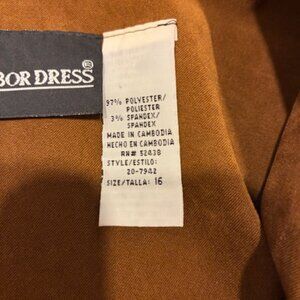 BOR DRESS®
97% POLYESTER/
POLIESTER
3% SPANDEX/
SPANDEX
MADE IN CAMBODIA
HECHO EN CAMBODIA
RN# 52438
STYLE/ESTILO:
20-7942
SIZE/TALLA: 16